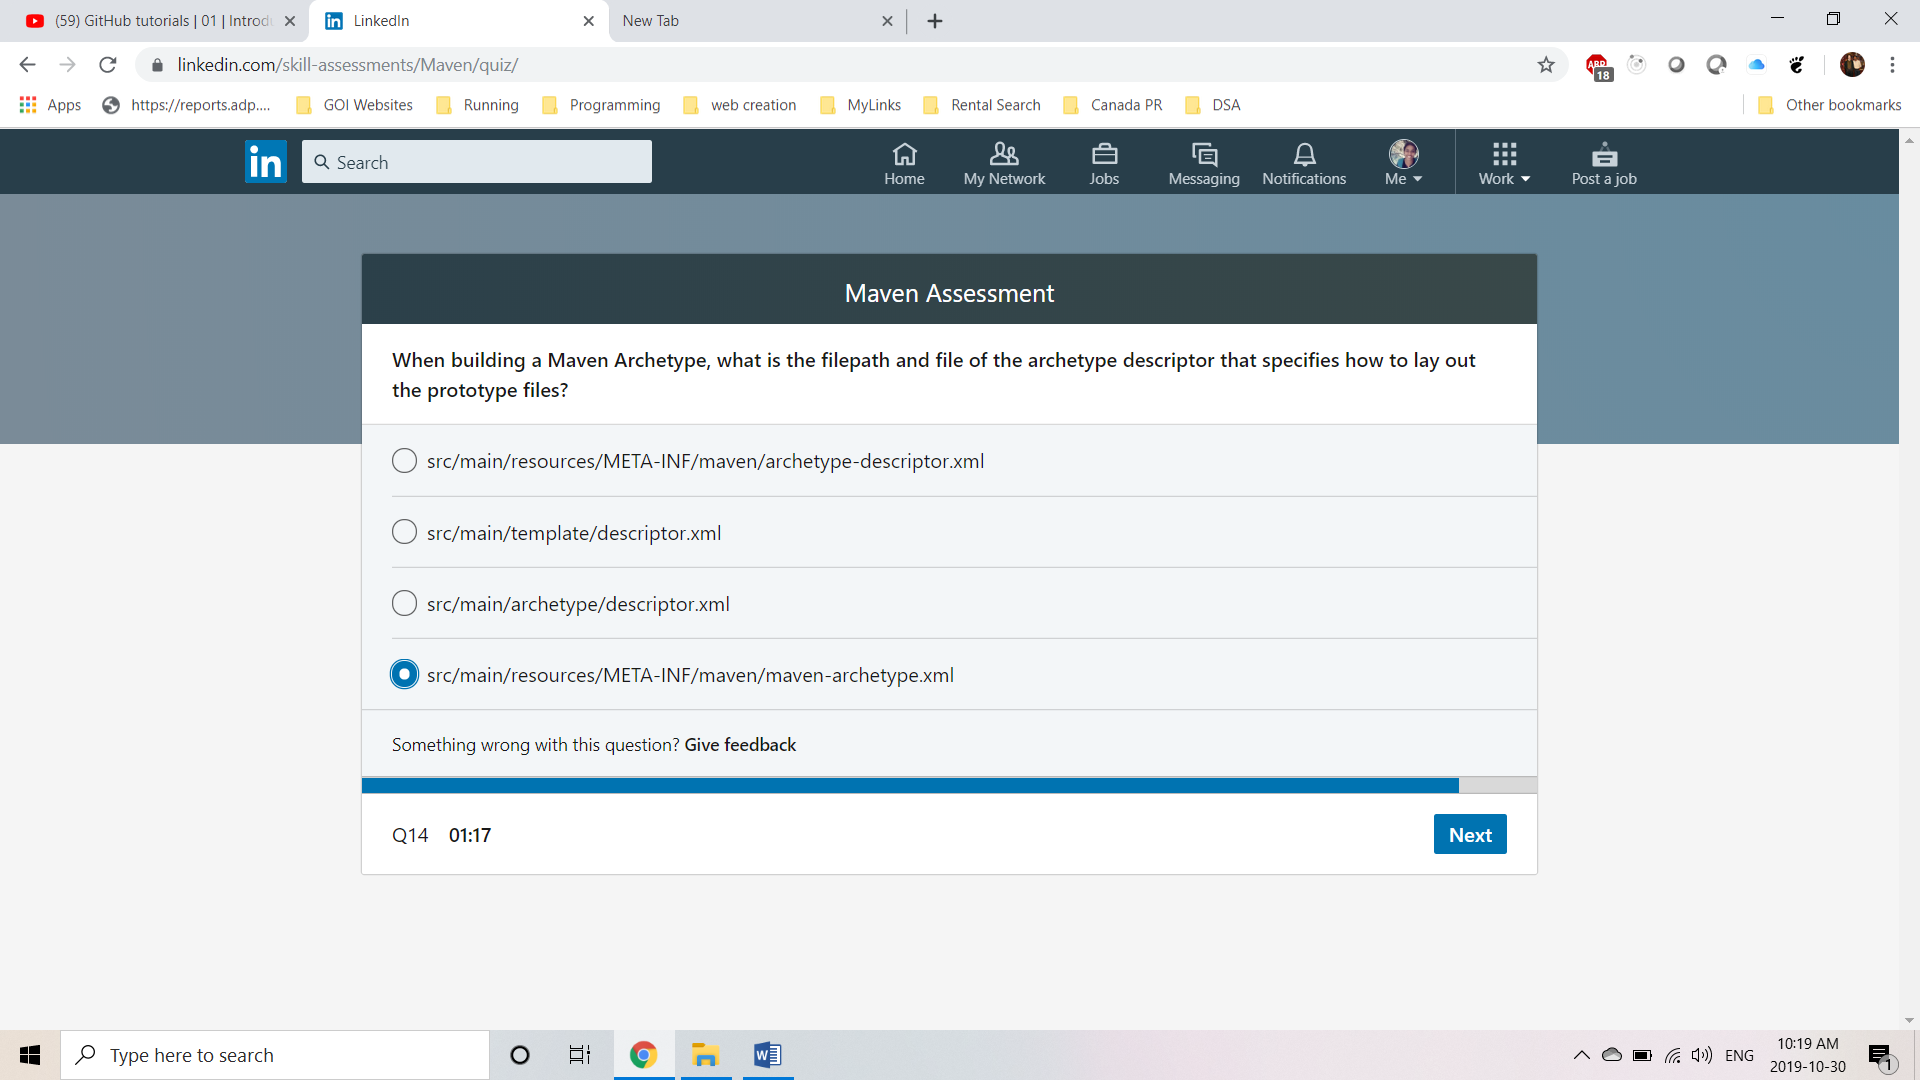 (59) GitHub tutorials | 01 | Introd
LinkedIn
New Tab
linkedin.com/skill-assessments/Maven/quiz/
ABP
18
Apps
https://reports.adp....
GOI Websites
Running
Programming
web creation
MyLinks
Rental Search
Canada PR
DSA
Other bookmarks
in
Search
Home
My Network
Jobs
Messaging
Notifications
Me
Work
Post a job
Maven Assessment
When building a Maven Archetype, what is the filepath and file of the archetype descriptor that specifies how to lay out
the prototype files?
src/main/resources/META-INF/maven/archetype-descriptor.xml
src/main/template/descriptor.xml
src/main/archetype/descriptor.xml
src/main/resources/META-INF/maven/maven-archetype.xml
Something wrong with this question? Give feedback
Q14 01:17
Next
Type here to search
ENG
10:19 AM
2019-10-30
1